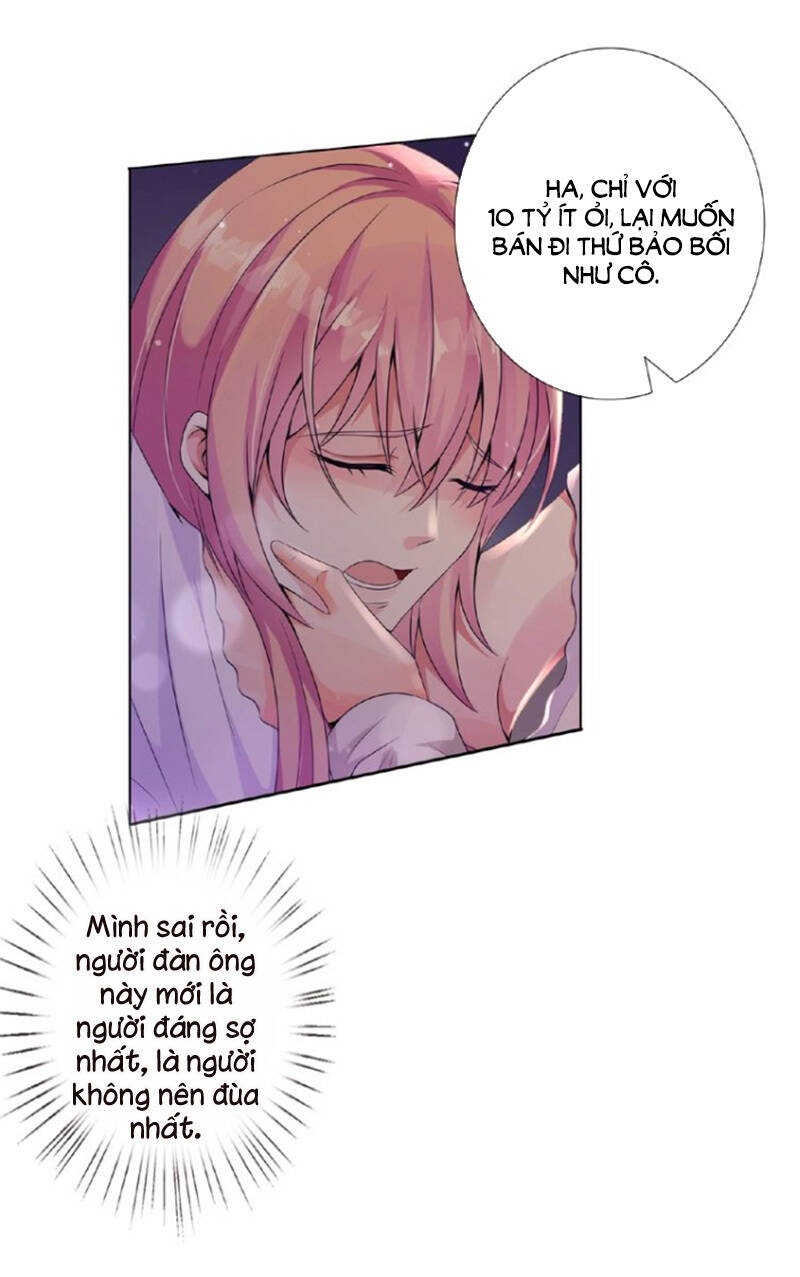 HA, CHỈ VỚI
10 TỶ ÍT ỎI, LẠI MUỐN
BÁN ĐI THỨ BẢO BỐI
NHƯ CÔ.
Mình sai rồi,
người đàn ông
này mới là
người đáng sợ
nhất, là người
không nên đùa
nhất.